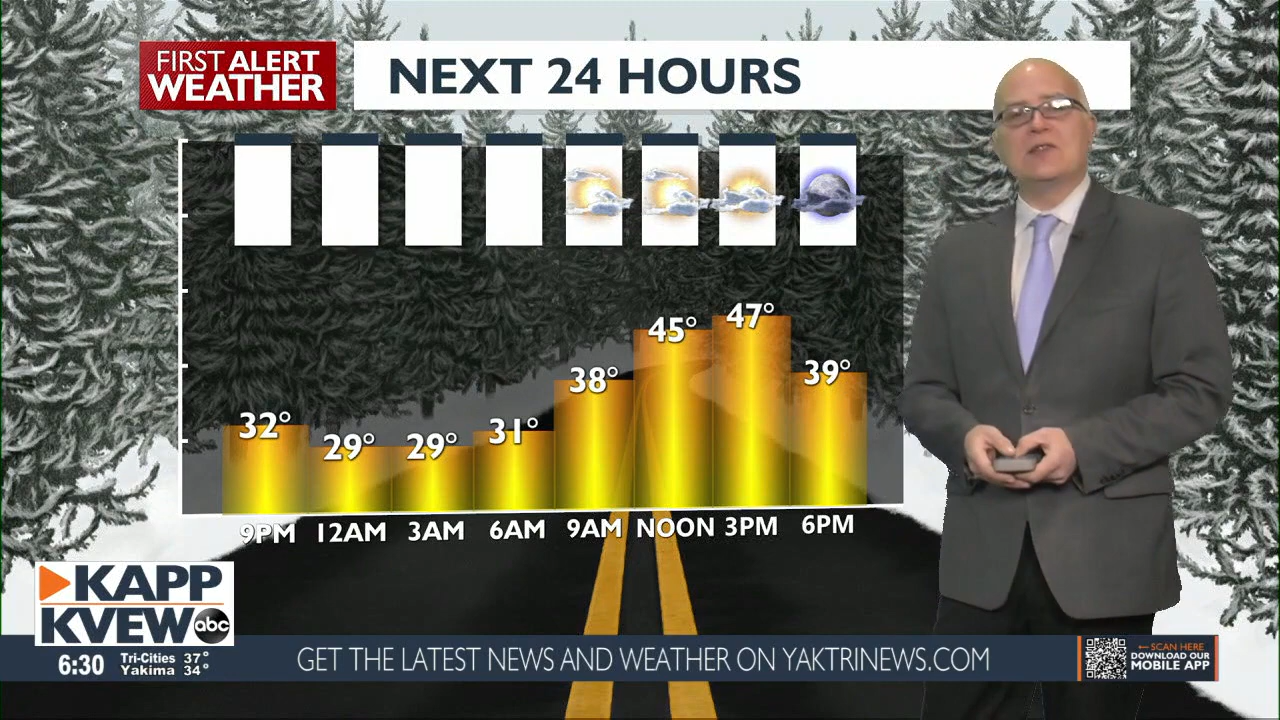 FIRST ALERT
WEATHER
NEXT 24 HOURS
32° 29° 29° 31° 38° 45° 47° 39°
9PM 12AM 3AM 6AM 9AM NOON 3PM 6PM
KAPP
KVEW abc
6:30 Tri-Cities 37°
Yakima 34°
GET THE LATEST NEWS AND WEATHER ON YAKTRINEWS.COM
SCAN HERE
DOWNLOAD OUR
MOBILE APP